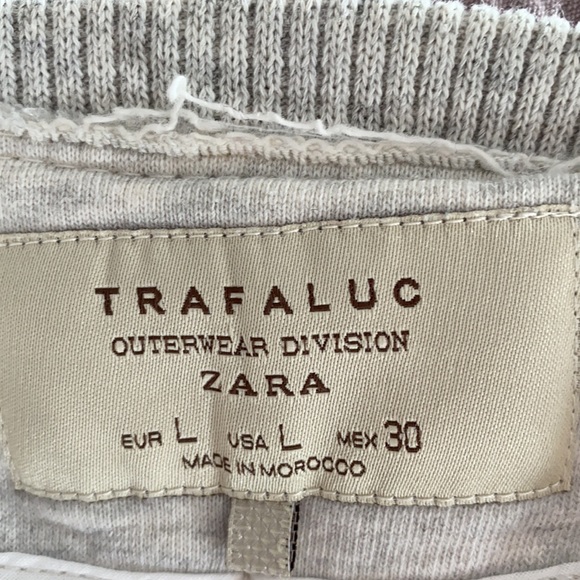 TRAFALUC
OUTERWEAR DIVISION
ZARA
EUR L USA L MEX 30
MADE IN MOROCCO